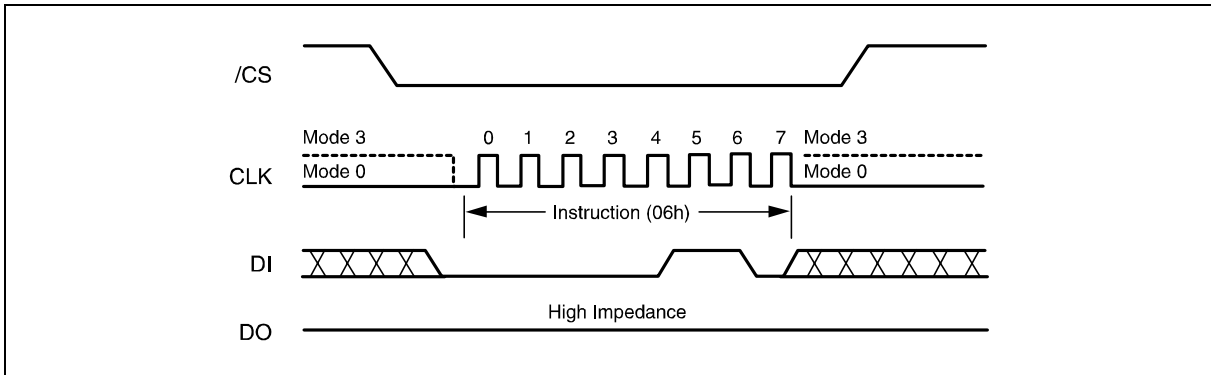 /CS
Mode 3 0 1 2 3 4 5 6 7 Mode 3
CLK Mode 0 Mode 0
Instruction (06h)
DI
High Impedance
DO